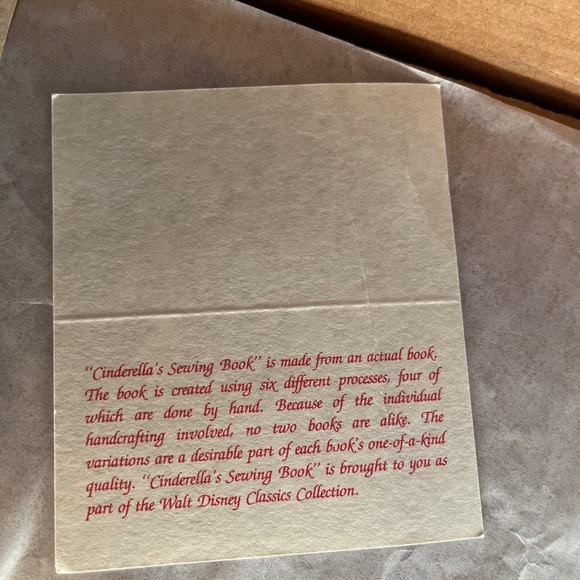 “Cinderella’s Sewing Book” is made from an actual book.
The book is created using six different processes, four of
which are done by hand. Because of the individual
handcrafting involved, no two books are alike. The
variations are a desirable part of each book’s one-of-a-kind
quality. “Cinderella’s Sewing Book” is brought to you as
part of the Walt Disney Classics Collection.